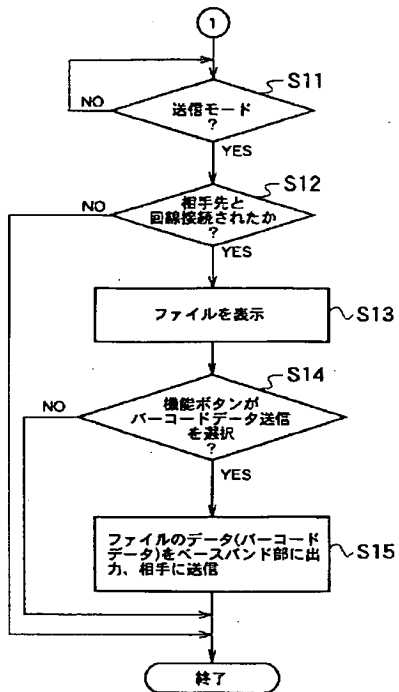 1
S11
送信モード
?
NO
YES
S12
相手先と
回線接続されたか
?
NO
YES
ファイルを表示
S13
S14
機能ボタンが
バーコードデータ送信
を選択
?
NO
YES
ファイルのデータ(バーコード
データ)をベースバンド部に出
力、相手に送信
S15
終了